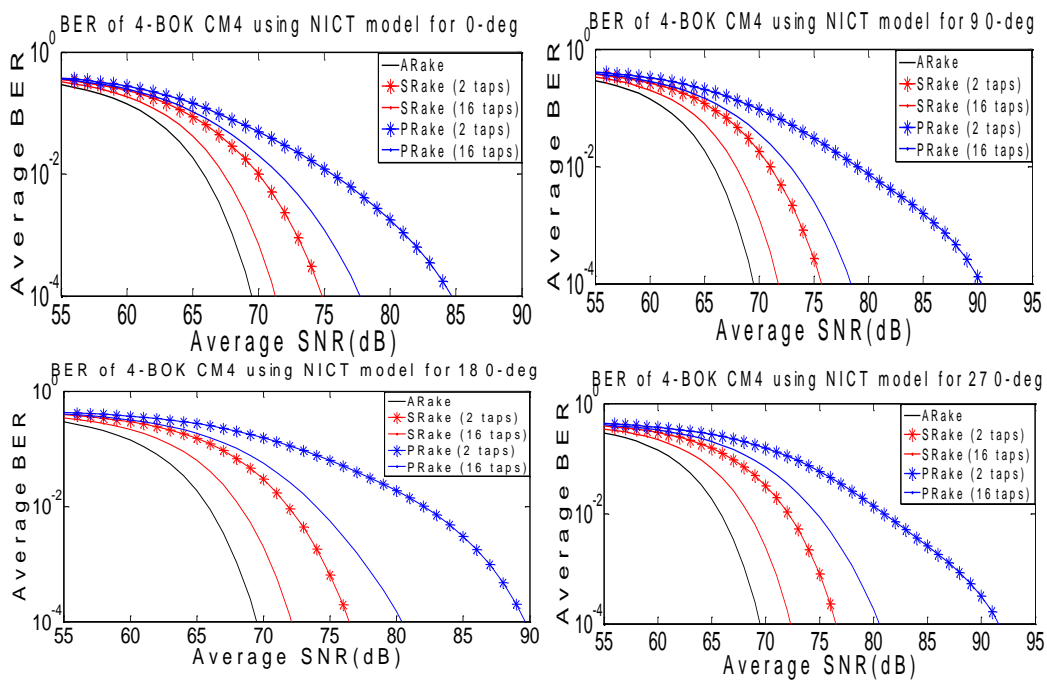 BER of 4-BOK CM4 using NICT model for 0-deg
Average BER
10^0
10^-2
10^-4
ARake
SRake (2 taps)
SRake (16 taps)
PRake (2 taps)
PRake (16 taps)
55 60 65 70 75 80 85 90
Average SNR(dB)
BER of 4-BOK CM4 using NICT model for 90-deg
Average BER
10^0
10^-2
10^-4
ARake
SRake (2 taps)
SRake (16 taps)
PRake (2 taps)
PRake (16 taps)
55 60 65 70 75 80 85 90 95
Average SNR(dB)
BER of 4-BOK CM4 using NICT model for 180-deg
Average BER
10^0
10^-2
10^-4
ARake
SRake (2 taps)
SRake (16 taps)
PRake (2 taps)
PRake (16 taps)
55 60 65 70 75 80 85 90
Average SNR(dB)
BER of 4-BOK CM4 using NICT model for 270-deg
Average BER
10^0
10^-2
10^-4
ARake
SRake (2 taps)
SRake (16 taps)
PRake (2 taps)
PRake (16 taps)
55 60 65 70 75 80 85 90 95
Average SNR(dB)